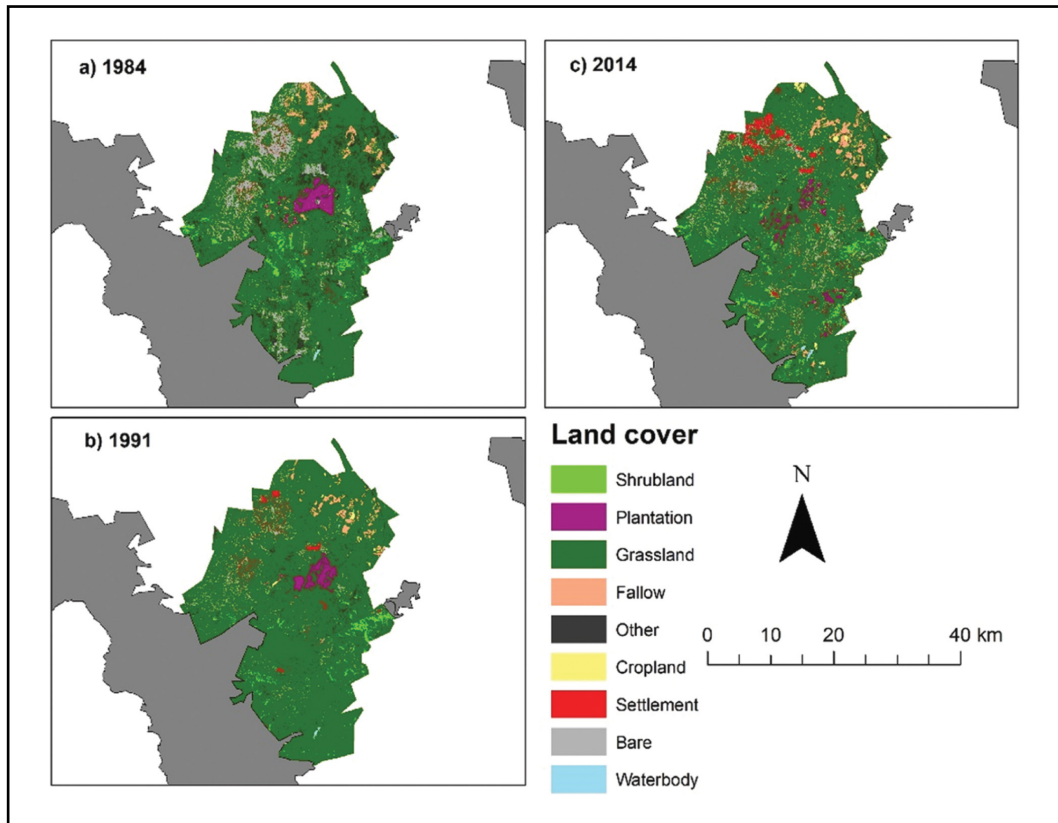 a) 1984
c) 2014
b) 1991
Land cover
Shrubland
Plantation
Grassland
Fallow
Other
Cropland
Settlement
Bare
Waterbody
N
0 10 20 40 km